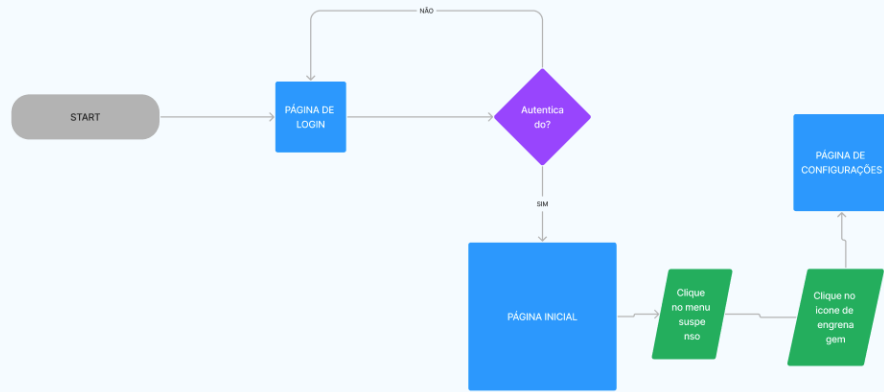 NÃO
START
PÁGINA DE
LOGIN
Autentica
do?
PÁGINA DE
CONFIGURAÇÕES
SIM
PÁGINA INICIAL
Clique
no menu
suspe
nso
Clique no
icone de
engrena
gem